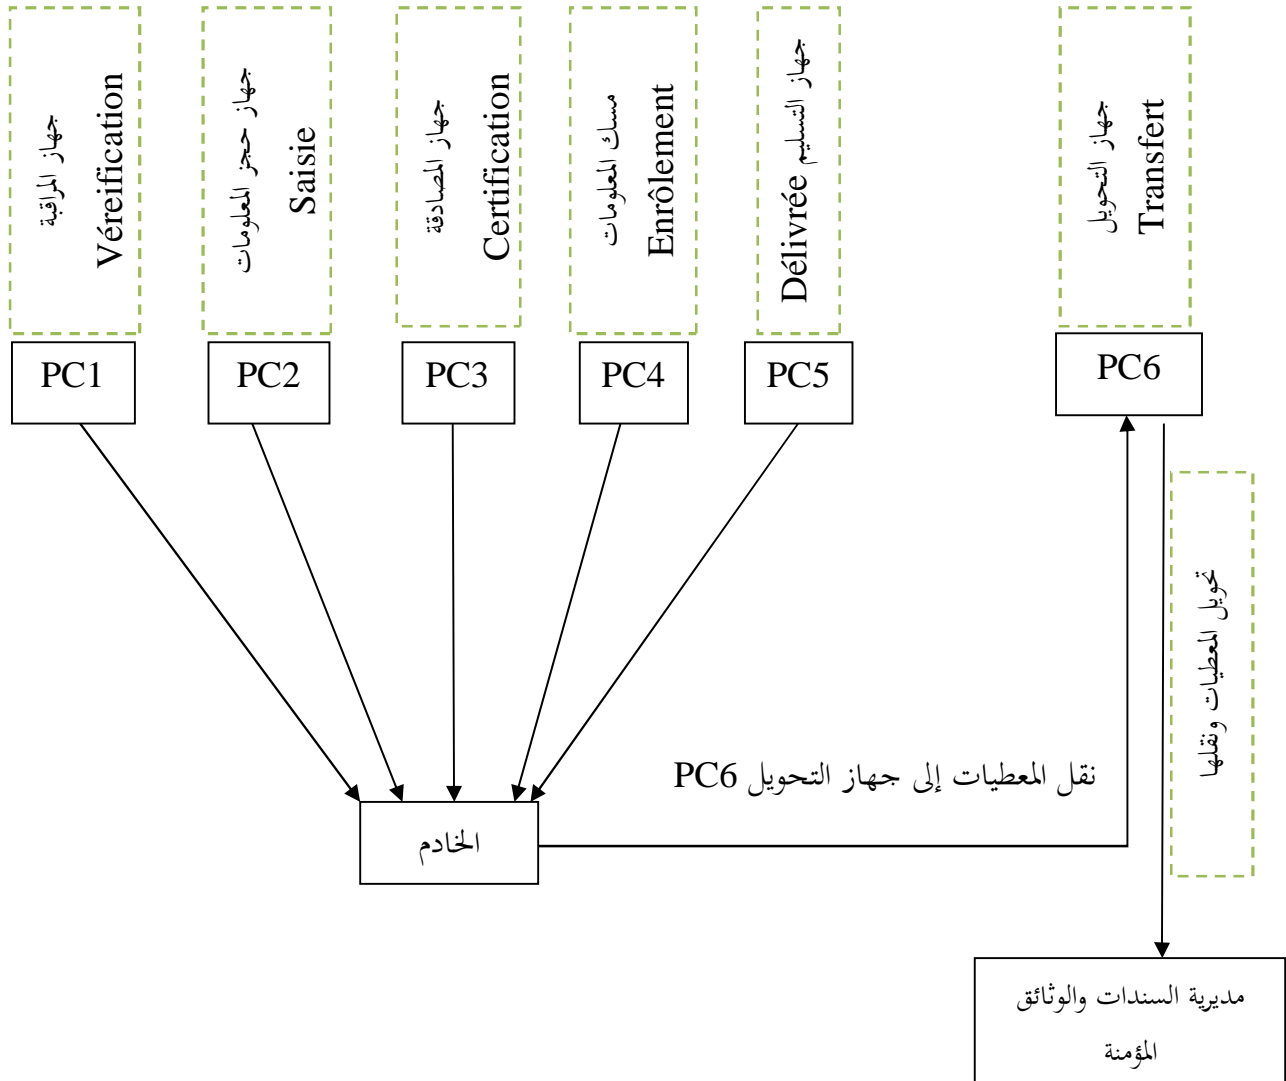 جهاز المراقبة
Véreification
جهاز حجز المعلومات
Saisie
جهاز المصادقة
Certification
مسك المعلومات
Enrôlement
جهاز التسليم Délivrée
جهاز التحويل
Transfert
PC1
PC2
PC3
PC4
PC5
PC6
تحويل المعطيات ونقلها
نقل المعطيات إلى جهاز التحويل PC6
الخادم
مديرية السندات والوثائق
المؤمنة